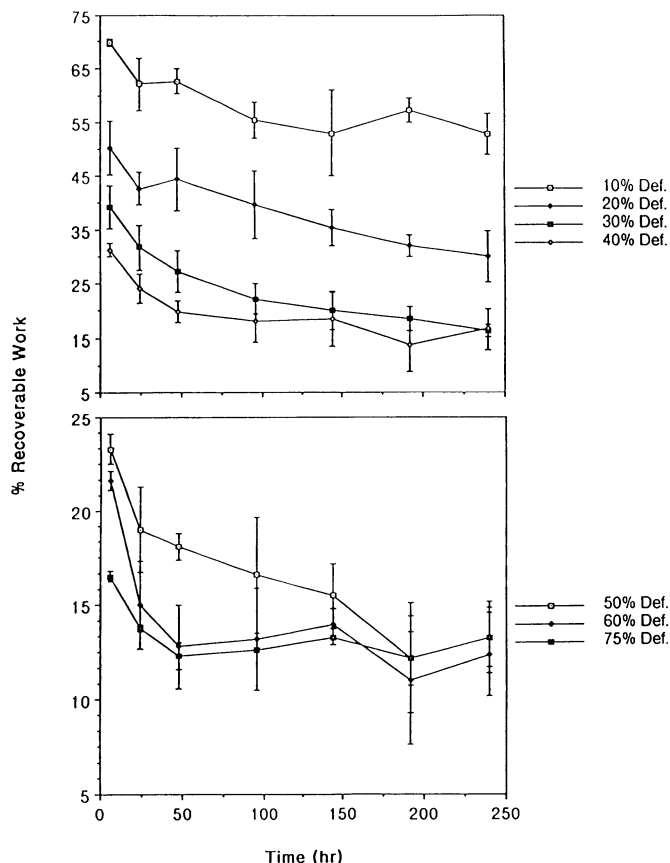 75
65
55
45
35
25
15
5
10% Def.
20% Def.
30% Def.
40% Def.
% Recoverable Work
25
20
15
10
5
0 50 100 150 200 250
50% Def.
60% Def.
75% Def.
Time (hr)